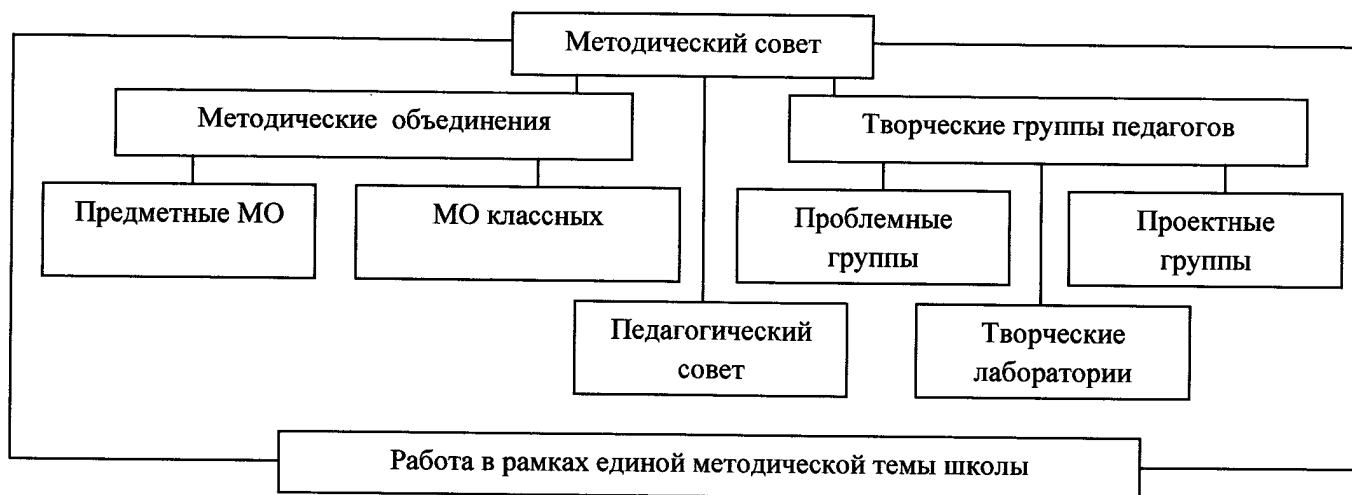 Методический совет
Методические объединения
Творческие группы педагогов
Предметные МО
МО классных
Проблемные
группы
Проектные
группы
Педагогический
совет
Творческие
лаборатории
Работа в рамках единой методической темы школы